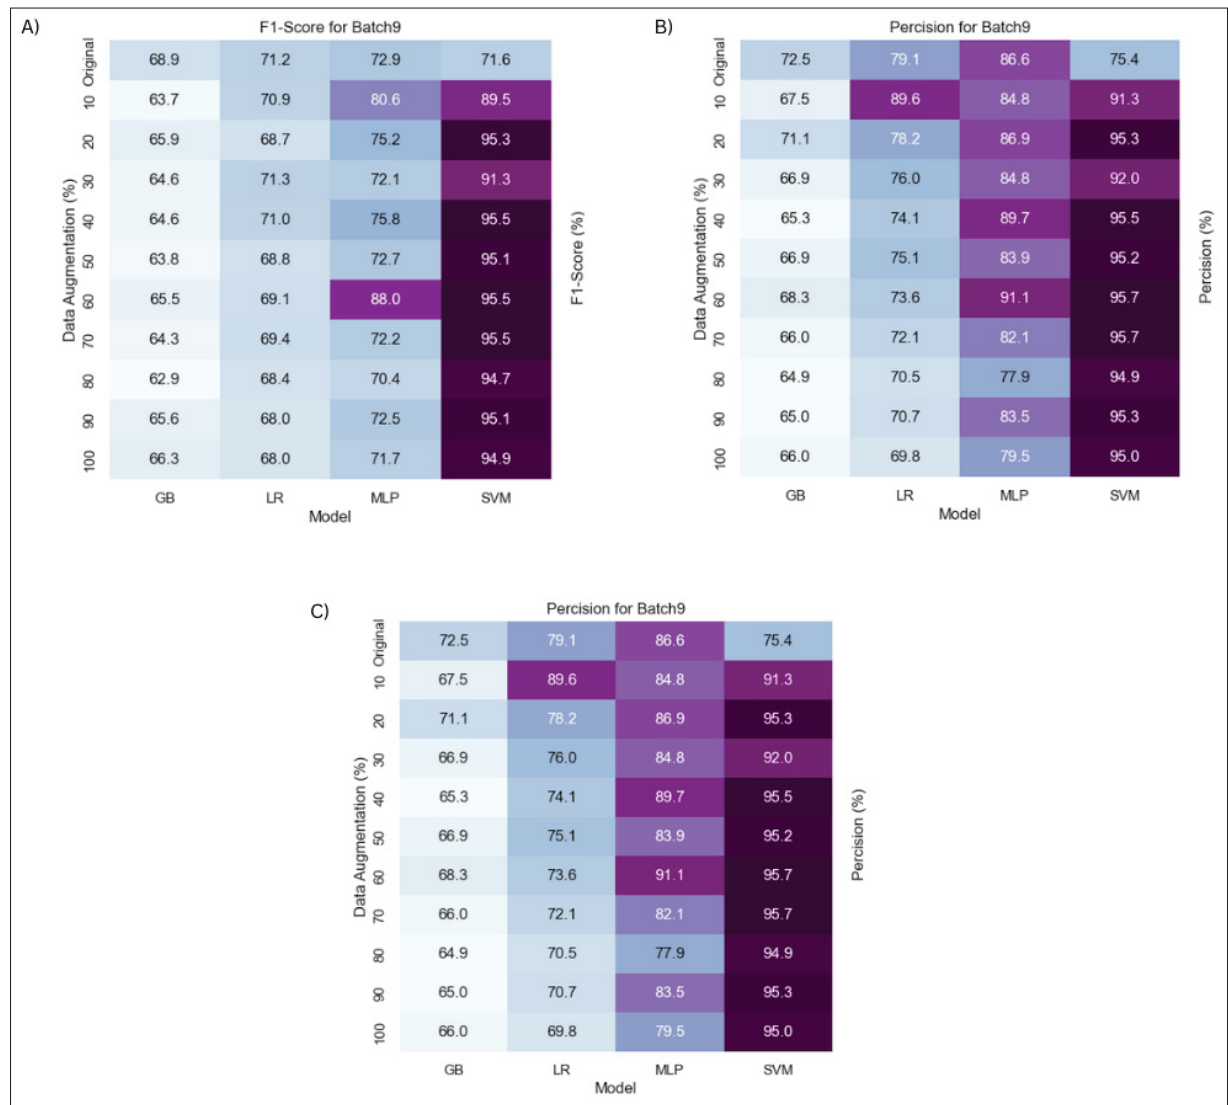 A)
F1-Score for Batch9
Original 68.9 71.2 72.9 71.6
10 63.7 70.9 80.6 89.5
20 65.9 68.7 75.2 95.3
30 64.6 71.3 72.1 91.3
40 64.6 71.0 75.8 95.5
50 63.8 68.8 72.7 95.1
60 65.5 69.1 88.0 95.5
70 64.3 69.4 72.2 95.5
80 62.9 68.4 70.4 94.7
90 65.6 68.0 72.5 95.1
100 66.3 68.0 71.7 94.9
Data Augmentation (%)
F1-Score (%)
GB LR MLP SVM
Model
B)
Percision for Batch9
Original 72.5 79.1 86.6 75.4
10 67.5 89.6 84.8 91.3
20 71.1 78.2 86.9 95.3
30 66.9 76.0 84.8 92.0
40 65.3 74.1 89.7 95.5
50 66.9 75.1 83.9 95.2
60 68.3 73.6 91.1 95.7
70 66.0 72.1 82.1 95.7
80 64.9 70.5 77.9 94.9
90 65.0 70.7 83.5 95.3
100 66.0 69.8 79.5 95.0
Data Augmentation (%)
Percision (%)
GB LR MLP SVM
Model
C)
Percision for Batch9
Original 72.5 79.1 86.6 75.4
10 67.5 89.6 84.8 91.3
20 71.1 78.2 86.9 95.3
30 66.9 76.0 84.8 92.0
40 65.3 74.1 89.7 95.5
50 66.9 75.1 83.9 95.2
60 68.3 73.6 91.1 95.7
70 66.0 72.1 82.1 95.7
80 64.9 70.5 77.9 94.9
90 65.0 70.7 83.5 95.3
100 66.0 69.8 79.5 95.0
Data Augmentation (%)
Percision (%)
GB LR MLP SVM
Model